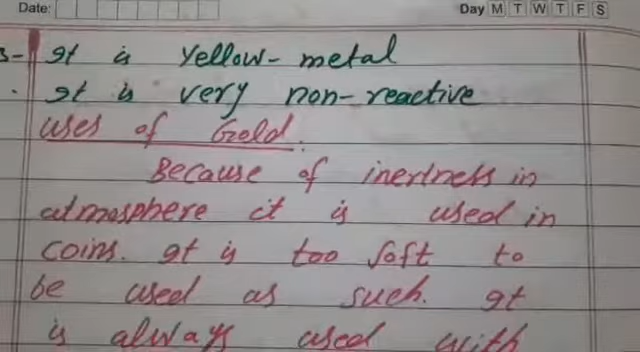 Date:
Day M T W T F S
3- It is Yellow-metal
. It is very non-reactive
Uses of Gold.
Because of inertness in
atmosphere it is used in
coins. It is too soft to
be used as such. It
is always used with